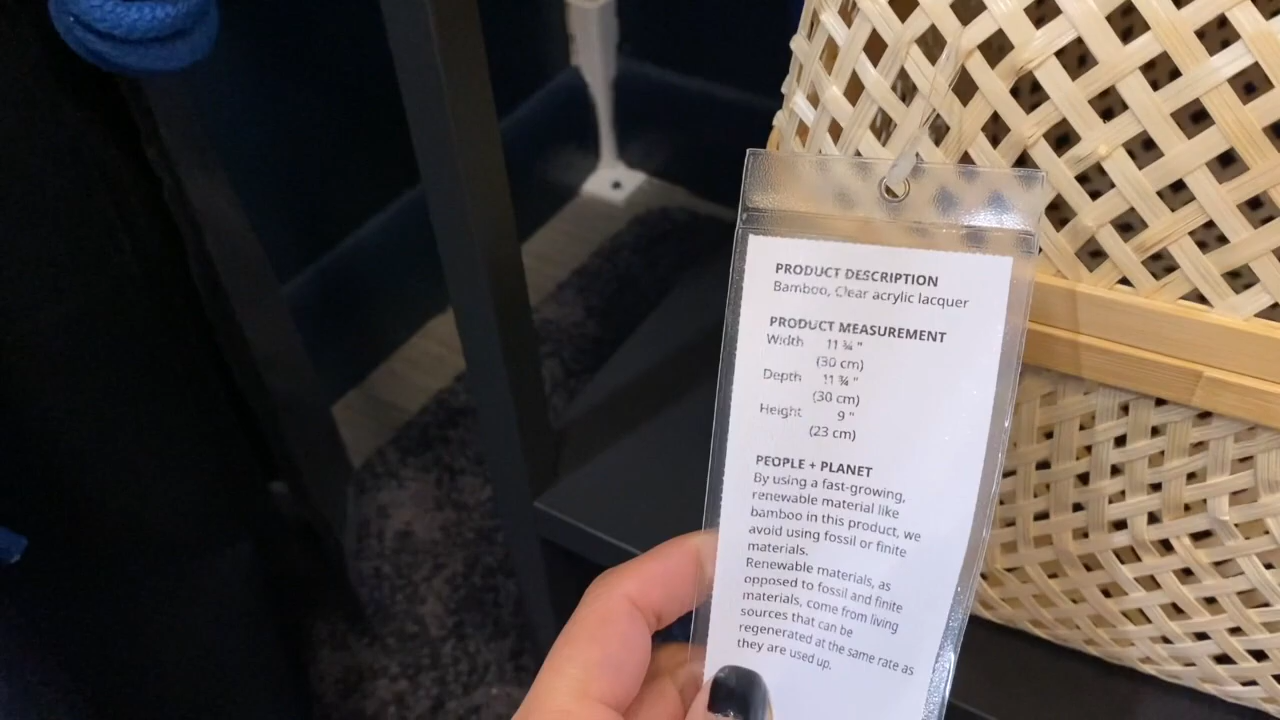 PRODUCT DESCRIPTION
Bamboo, Clear acrylic lacquer
PRODUCT MEASUREMENT
Width 11 ¾ "
(30 cm)
Depth 11 ¾ "
(30 cm)
Height 9 "
(23 cm)
PEOPLE + PLANET
By using a fast-growing,
renewable material like
bamboo in this product, we
avoid using fossil or finite
materials.
Renewable materials, as
opposed to fossil and finite
materials, come from living
sources that can be
regenerated at the same rate as
they are used up.